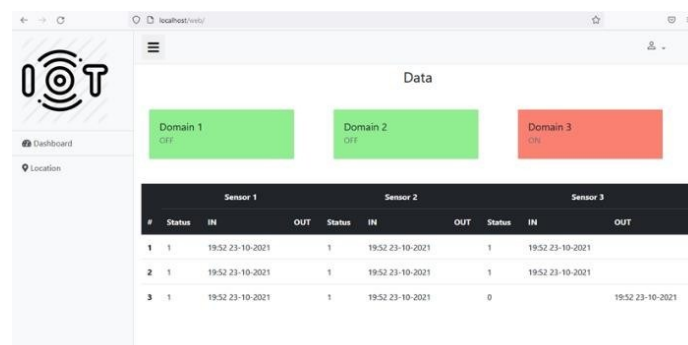 localhost/web/
IOT
Data
Dashboard
Location
Domain 1
OFF
Domain 2
OFF
Domain 3
ON
Sensor 1 Sensor 2 Sensor 3
# Status IN OUT Status IN OUT Status IN OUT
1 1 19:52 23-10-2021 1 19:52 23-10-2021 1 19:52 23-10-2021
2 1 19:52 23-10-2021 1 19:52 23-10-2021 1 19:52 23-10-2021
3 1 19:52 23-10-2021 1 19:52 23-10-2021 0 19:52 23-10-2021